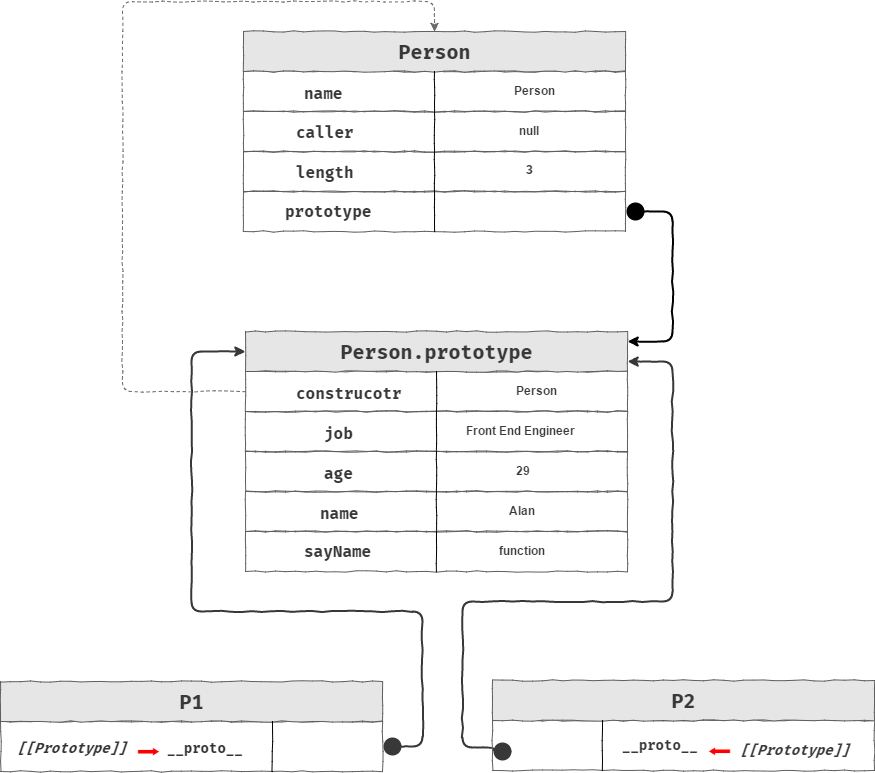 Person
name Person
caller null
length 3
prototype
Person.prototype
construcotr Person
job Front End Engineer
age 29
name Alan
sayName function
P1
[[Prototype]] __proto__
P2
__proto__ [[Prototype]]